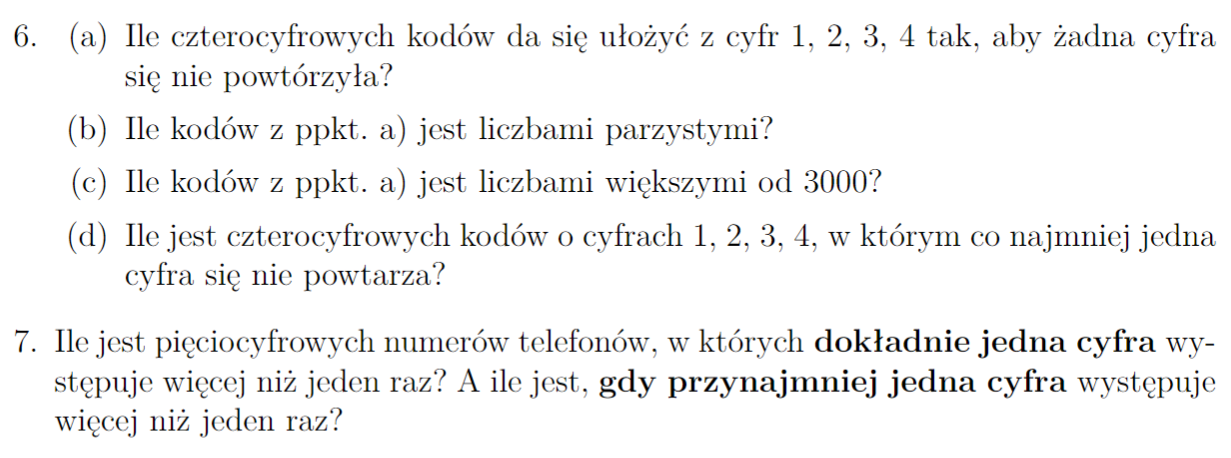 6. (a) Ile czterocyfrowych kodów da się ułożyć z cyfr 1, 2, 3, 4 tak, aby żadna cyfra
się nie powtórzyła?
(b) Ile kodów z ppkt. a) jest liczbami parzystymi?
(c) Ile kodów z ppkt. a) jest liczbami większymi od 3000?
(d) Ile jest czterocyfrowych kodów o cyfrach 1, 2, 3, 4, w którym co najmniej jedna
cyfra się nie powtarza?
7. Ile jest pięciocyfrowych numerów telefonów, w których dokładnie jedna cyfra wy-
stępuje więcej niż jeden raz? A ile jest, gdy przynajmniej jedna cyfra występuje
więcej niż jeden raz?